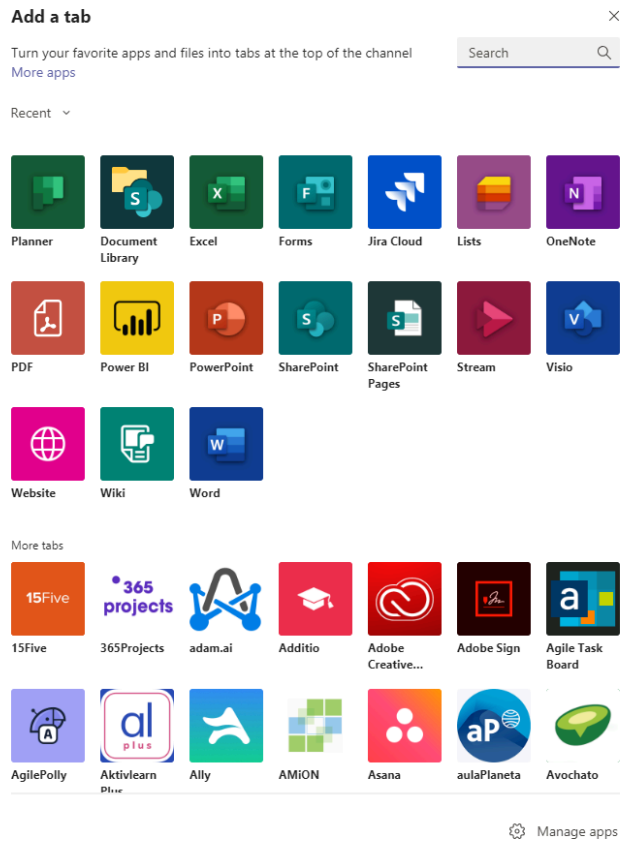 Add a tab
Turn your favorite apps and files into tabs at the top of the channel
More apps
Search
Recent
Planner
Document
Library
X
Excel
F
Forms
Jira Cloud
Lists
N
OneNote
S
PDF
Power BI
P
PowerPoint
S
SharePoint
S
SharePoint
Pages
Stream
V
Visio
Website
Wiki
W
Word
More tabs
15Five
15Five
365
projects
365Projects
adam.ai
Additio
Adobe
Creative...
Adobe Sign
a
Agile Task
Board
A
AgilePolly
al
plus
Aktivlearn
Plus
Ally
AMiON
Asana
aP
aulaPlaneta
Avochato
Manage apps